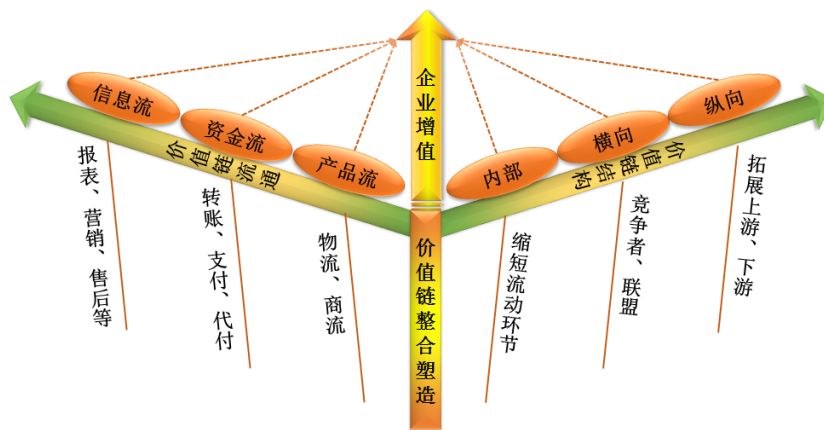 企业增值
信息流
资金流
产品流
内部
横向
纵向
价值链流通
价值链结构
报表、营销、售后等
转账、支付、代付
物流、商流
价值链整合塑造
缩短流动环节
竞争者、联盟
拓展上游、下游